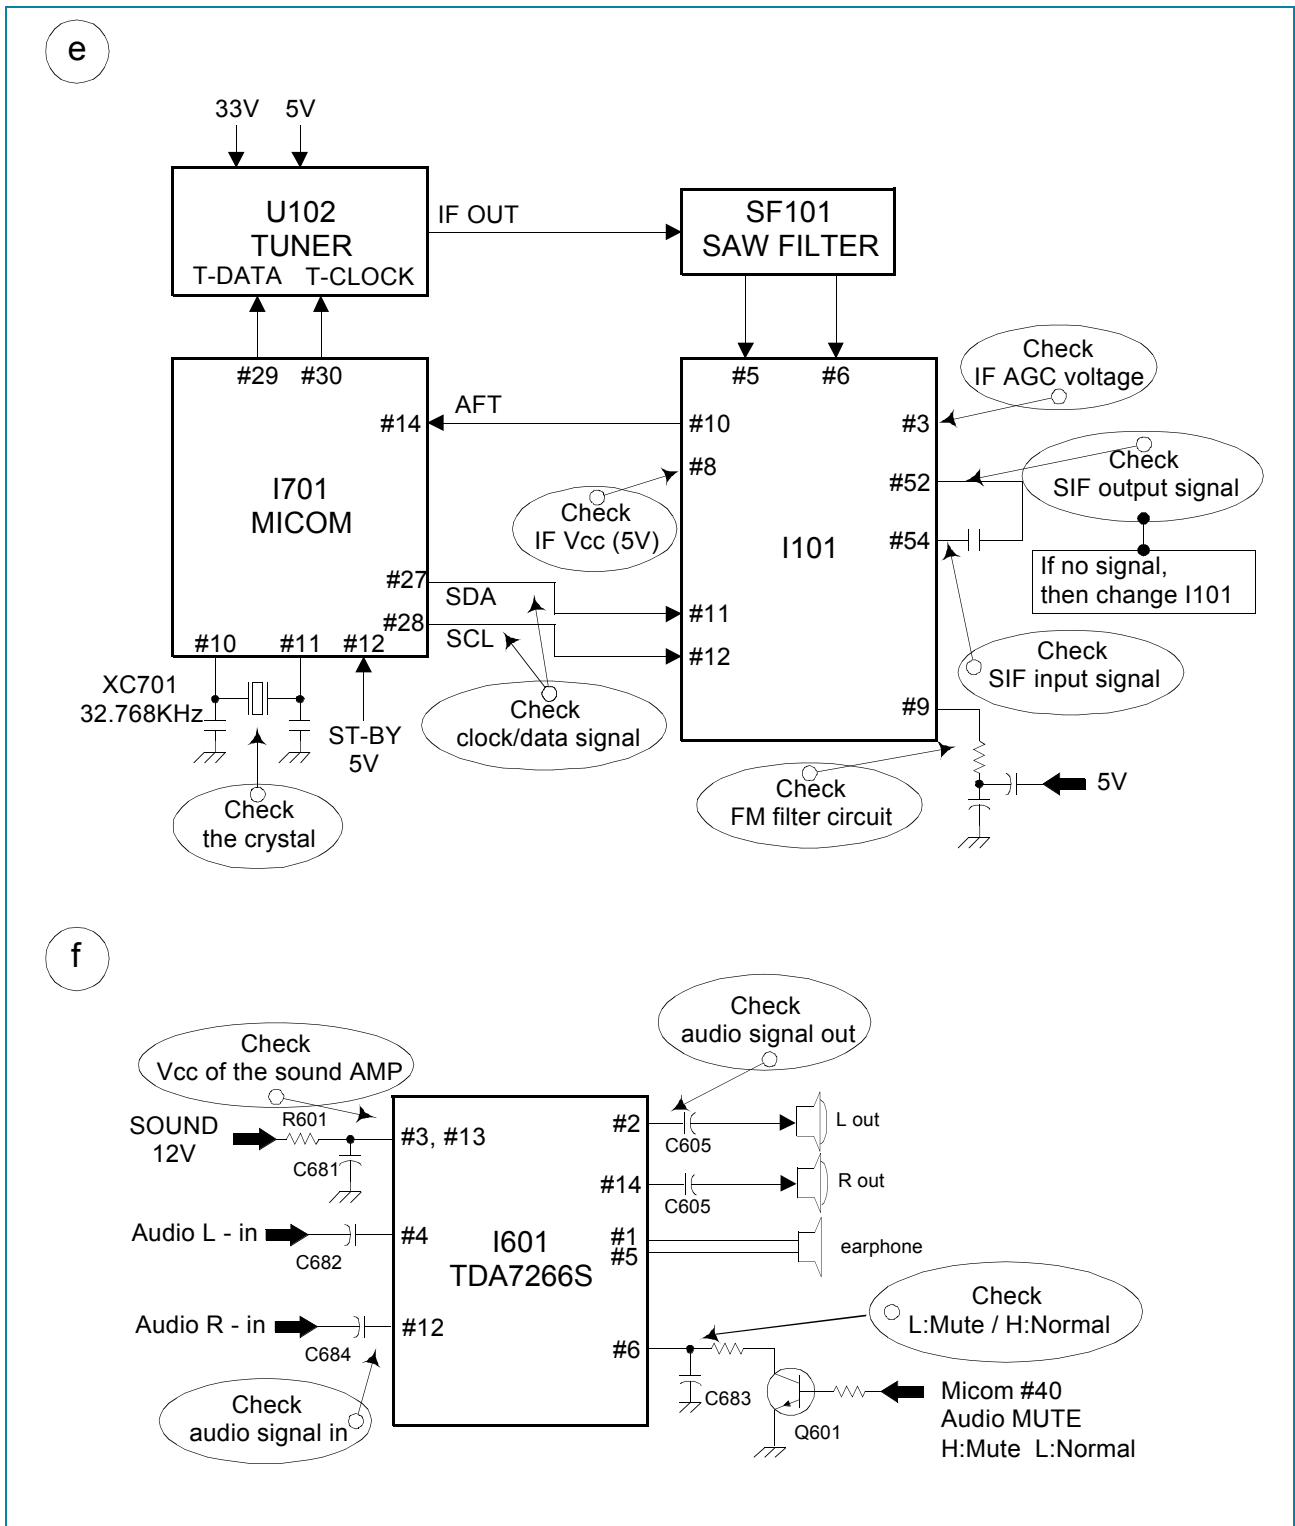 e
33V 5V
U102
TUNER
T-DATA T-CLOCK
IF OUT
SF101
SAW FILTER
#29 #30
#14
AFT
I701
MICOM
#27
#28
SDA
SCL
#10 #11 #12
XC701
32.768KHz
ST-BY
5V
Check
the crystal
Check
clock/data signal
#5 #6
#10
#8
Check
IF Vcc (5V)
I101
#11
#12
#3
#52
#54
#9
Check
IF AGC voltage
Check
SIF output signal
If no signal,
then change I101
Check
SIF input signal
Check
FM filter circuit
5V
f
Check
Vcc of the sound AMP
SOUND
12V
R601
C681
#3, #13
Audio L - in
C682
#4
Audio R - in
C684
#12
Check
audio signal in
I601
TDA7266S
Check
audio signal out
#2
C605
L out
#14
C605
R out
#1
#5
earphone
Check
L:Mute / H:Normal
#6
C683
Q601
Micom #40
Audio MUTE
H:Mute L:Normal